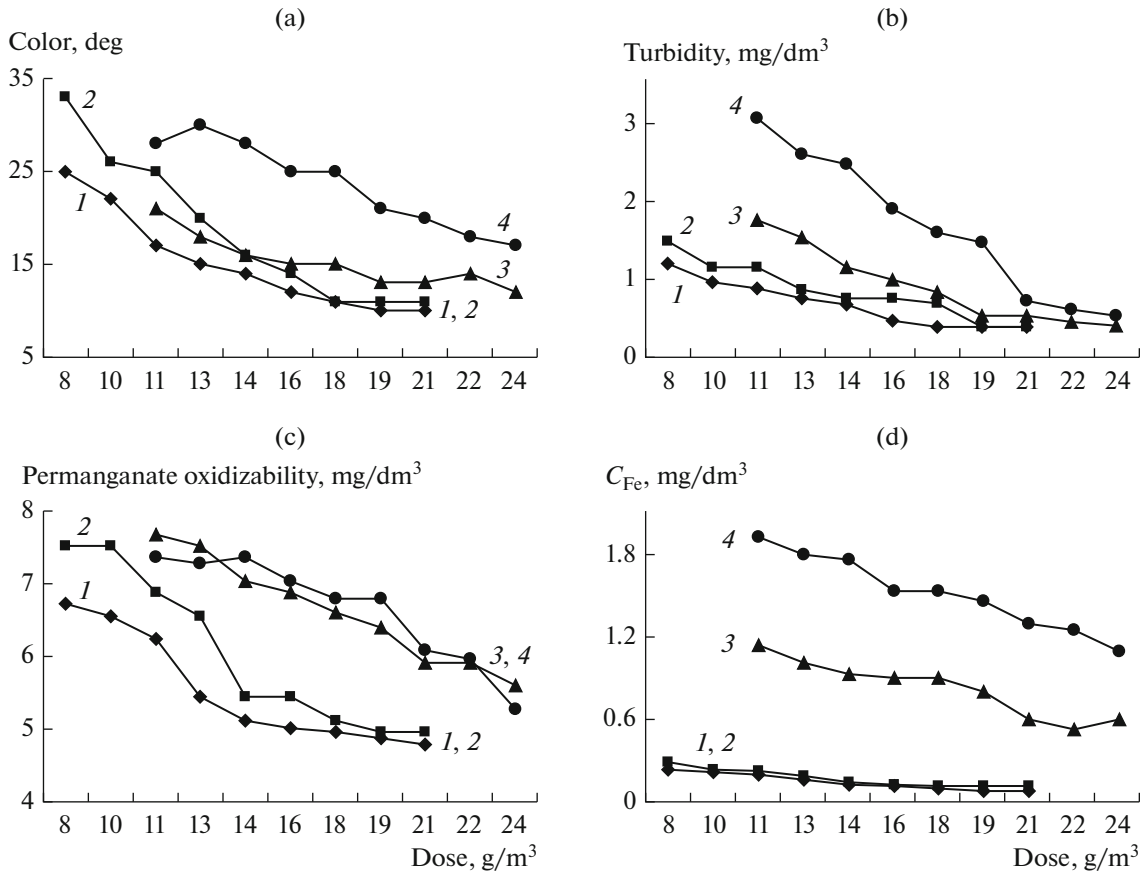 (a)
Color, deg
35
25
15
5
2
1
4
3
1, 2
8 10 11 13 14 16 18 19 21 22 24
(b)
Turbidity, mg/dm³
3
2
1
0
4
3
2
1
8 10 11 13 14 16 18 19 21 22 24
(c)
Permanganate oxidizability, mg/dm³
8
7
6
5
4
2
1
3, 4
1, 2
8 10 11 13 14 16 18 19 21 22 24
Dose, g/m³
(d)
C_Fe, mg/dm³
1.8
1.2
0.6
0
4
3
1, 2
8 10 11 13 14 16 18 19 21 22 24
Dose, g/m³